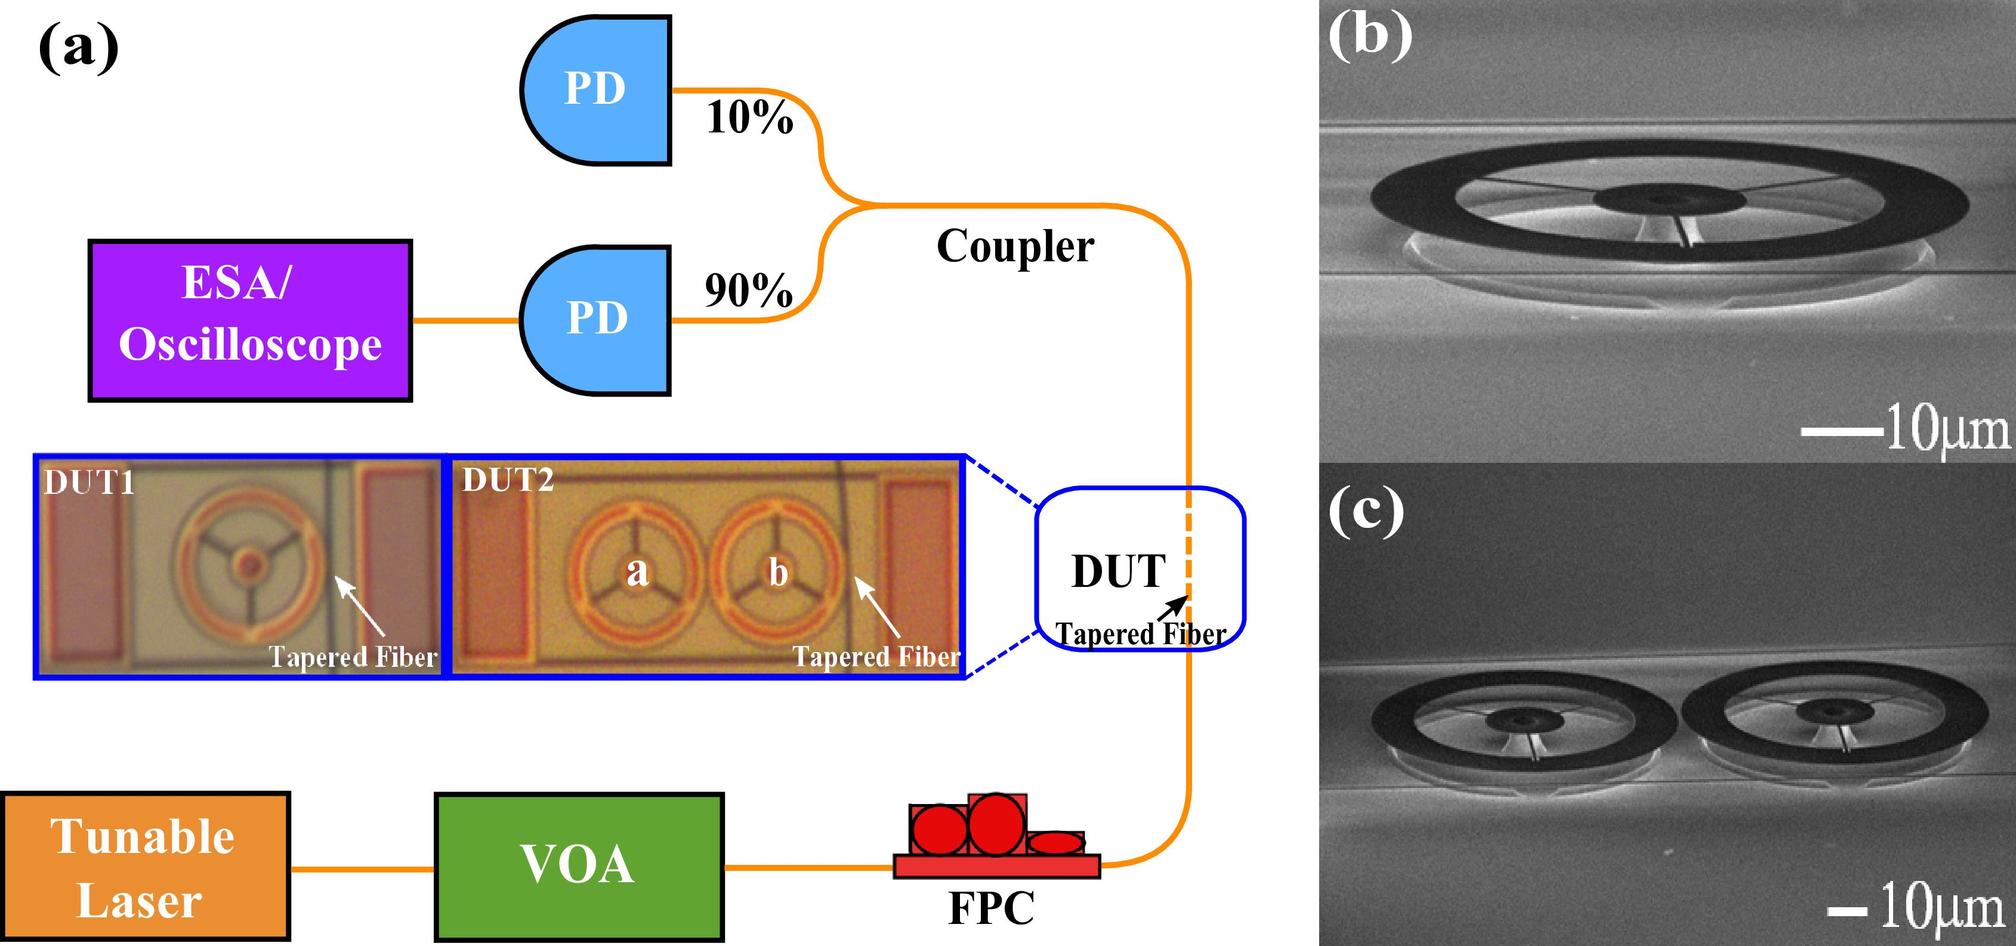 (a)
PD
10%
Coupler
ESA/
Oscilloscope
PD
90%
DUT1
Tapered Fiber
DUT2
a
b
Tapered Fiber
DUT
Tapered Fiber
Tunable
Laser
VOA
FPC
(b)
10μm
(c)
10μm